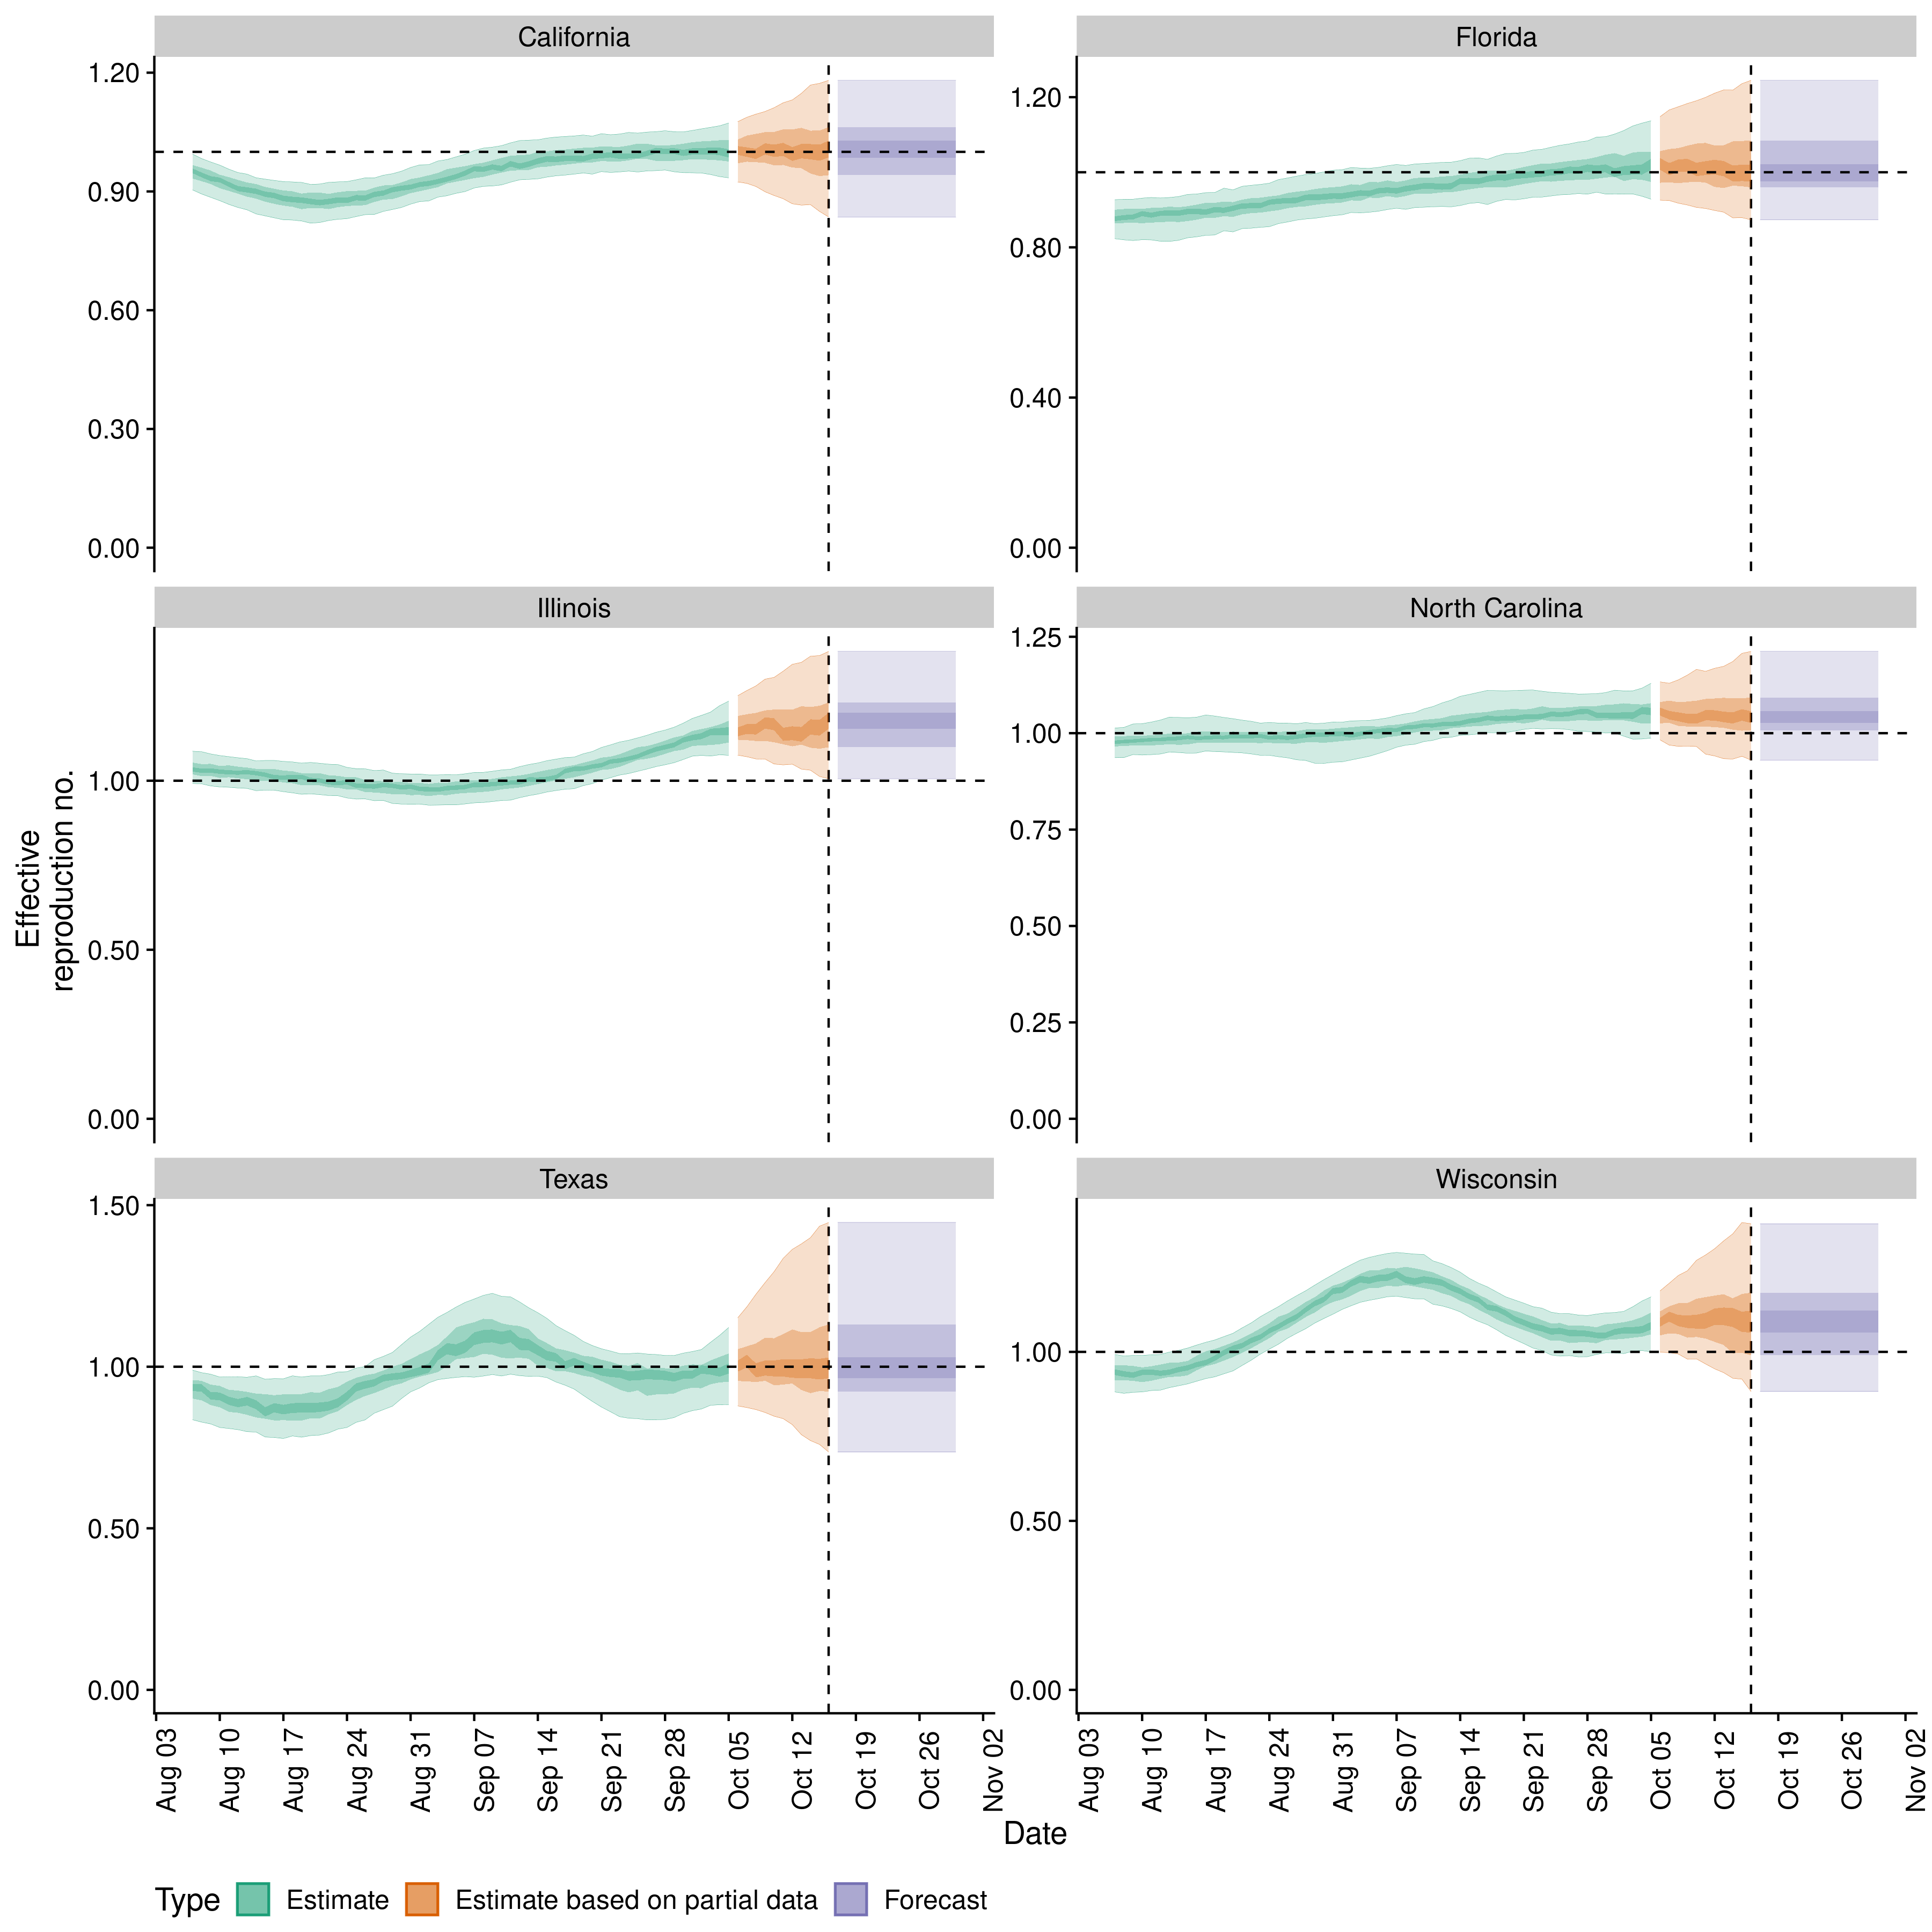 California
Florida
1.20
0.90
0.60
0.30
0.00
1.20
0.80
0.40
0.00
Illinois
North Carolina
1.00
0.50
0.00
1.25
1.00
0.75
0.50
0.25
0.00
Effective
reproduction no.
Texas
Wisconsin
1.50
1.00
0.50
0.00
1.00
0.50
0.00
Aug 03
Aug 10
Aug 17
Aug 24
Aug 31
Sep 07
Sep 14
Sep 21
Sep 28
Oct 05
Oct 12
Oct 19
Oct 26
Nov 02
Aug 03
Aug 10
Aug 17
Aug 24
Aug 31
Sep 07
Sep 14
Sep 21
Sep 28
Oct 05
Oct 12
Oct 19
Oct 26
Nov 02
Date
Type Estimate Estimate based on partial data Forecast